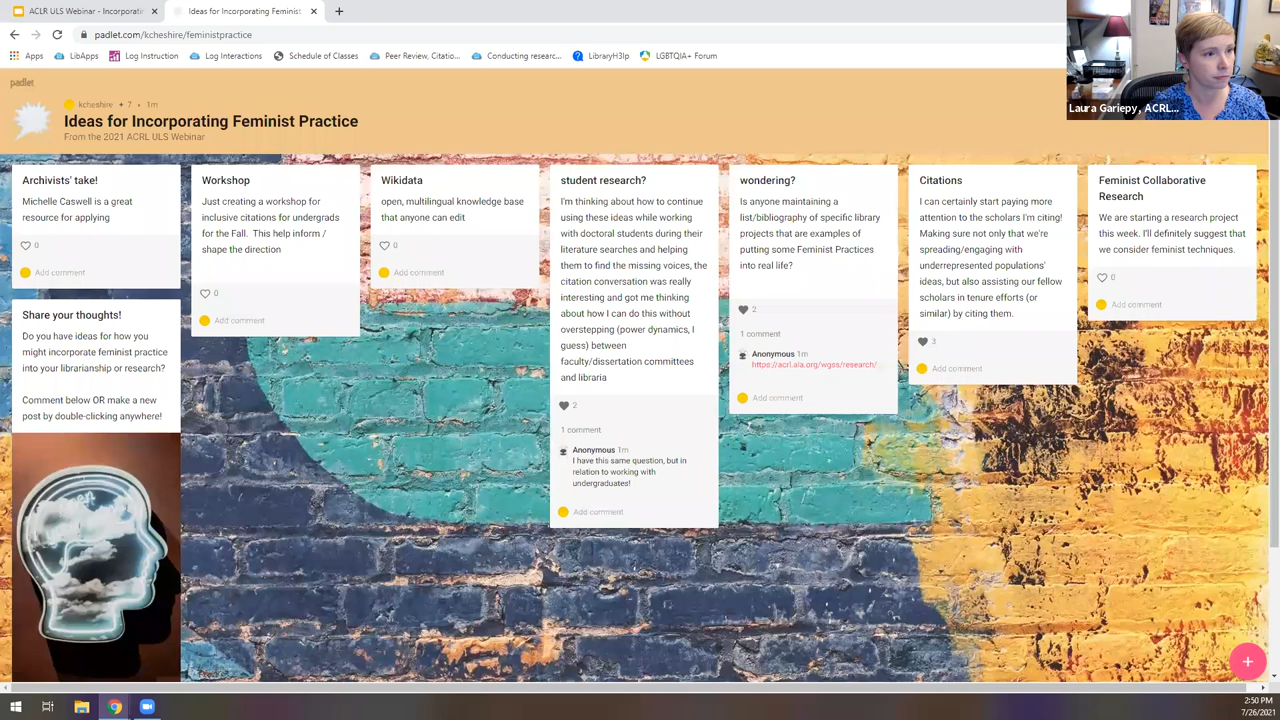 ACLR ULS Webinar - Incorporatin
Ideas for Incorporating Feminist
padlet.com/kcheshire/feministpractice
Apps
LibApps
Log Instruction
Log Interactions
Schedule of Classes
Peer Review, Citatio...
Conducting researc...
LibraryH3lp
LGBTQIA+ Forum
Laura Gariepy, ACRL...
padlet
kcheshire + 7 • 1m
Ideas for Incorporating Feminist Practice
From the 2021 ACRL ULS Webinar
Archivists' take!
Michelle Caswell is a great
resource for applying
0
Add comment
Share your thoughts!
Do you have ideas for how you
might incorporate feminist practice
into your librarianship or research?
Comment below OR make a new
post by double-clicking anywhere!
Workshop
Just creating a workshop for
inclusive citations for undergrads
for the Fall. This help inform /
shape the direction
0
Add comment
Wikidata
open, multilingual knowledge base
that anyone can edit
0
Add comment
student research?
I'm thinking about how to continue
using these ideas while working
with doctoral students during their
literature searches and helping
them to find the missing voices, the
citation conversation was really
interesting and got me thinking
about how I can do this without
overstepping (power dynamics, I
guess) between
faculty/dissertation committees
and libraria
2
1 comment
Anonymous 1m
I have this same question, but in
relation to working with
undergraduates!
Add comment
wondering?
Is anyone maintaining a
list/bibliography of specific library
projects that are examples of
putting some Feminist Practices
into real life?
2
1 comment
Anonymous 1m
https://acrl.ala.org/wgss/research/
Add comment
Citations
I can certainly start paying more
attention to the scholars I'm citing!
Making sure not only that we're
spreading/engaging with
underrepresented populations'
ideas, but also assisting our fellow
scholars in tenure efforts (or
similar) by citing them.
3
Add comment
Feminist Collaborative
Research
We are starting a research project
this week. I'll definitely suggest that
we consider feminist techniques.
0
Add comment
2:50 PM
7/26/2021